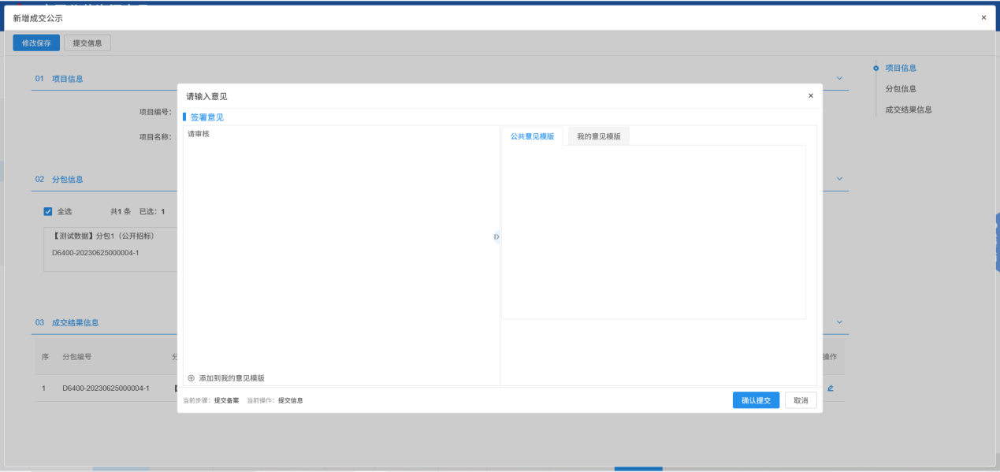 新增成交公示 ×
修改保存 提交信息
01 项目信息
项目编号：
项目名称：
02 分包信息
全选 共1 条 已选：1
【测试数据】分包1（公开招标）
D6400-20230625000004-1
03 成交结果信息
序 分包编号 操作
1 D6400-20230625000004-1
请输入意见 ×
签署意见
请审核
公共意见模版 我的意见模版
添加到我的意见模版
当前步骤：提交备案 当前操作：提交信息
确认提交 取消
项目信息
分包信息
成交结果信息